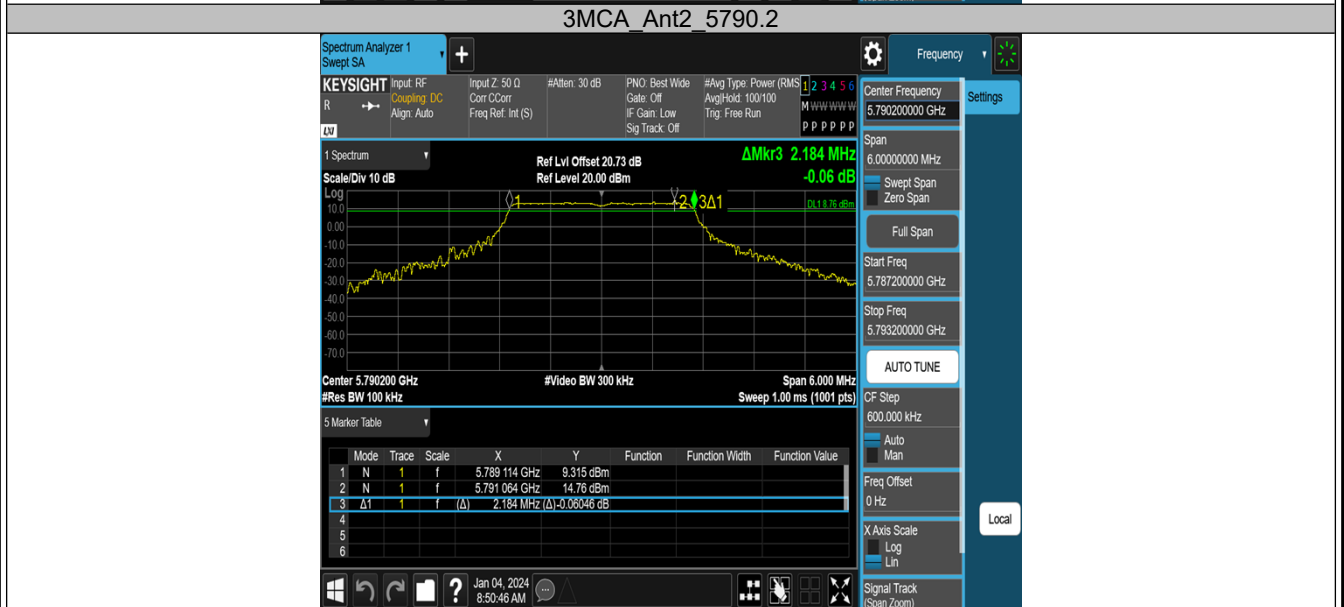 3MCA_Ant2_5790.2
Spectrum Analyzer 1
Swept SA
+
Frequency
KEYSIGHT
R
LXI
Input: RF
Coupling: DC
Align: Auto
Input Z: 50 Ω
Corr CCorr
Freq Ref: Int (S)
#Atten: 30 dB
PNO: Best Wide
Gate: Off
IF Gain: Low
Sig Track: Off
#Avg Type: Power (RMS
Avg|Hold: 100/100
Trig: Free Run
1 2 3 4 5 6
M W W W W W
P P P P P P
Center Frequency
5.790200000 GHz
Settings
Span
6.00000000 MHz
Swept Span
Zero Span
Full Span
Start Freq
5.787200000 GHz
Stop Freq
5.793200000 GHz
AUTO TUNE
CF Step
600.000 kHz
Auto
Man
Freq Offset
0 Hz
X Axis Scale
Log
Lin
Signal Track
(Span Zoom)
Local
1 Spectrum
Scale/Div 10 dB
Ref Lvl Offset 20.73 dB
Ref Level 20.00 dBm
ΔMkr3 2.184 MHz
-0.06 dB
Log
1
2
3Δ1
DL1 8.76 dBm
10.0
0.00
-10.0
-20.0
-30.0
-40.0
-50.0
-60.0
-70.0
Center 5.790200 GHz
#Video BW 300 kHz
Span 6.000 MHz
#Res BW 100 kHz
Sweep 1.00 ms (1001 pts)
5 Marker Table
Mode Trace Scale X Y Function Function Width Function Value
1 N 1 f 5.789 114 GHz 9.315 dBm
2 N 1 f 5.791 064 GHz 14.76 dBm
3 Δ1 1 f (Δ) 2.184 MHz (Δ) -0.06046 dB
4
5
6
?
Jan 04, 2024
8:50:46 AM